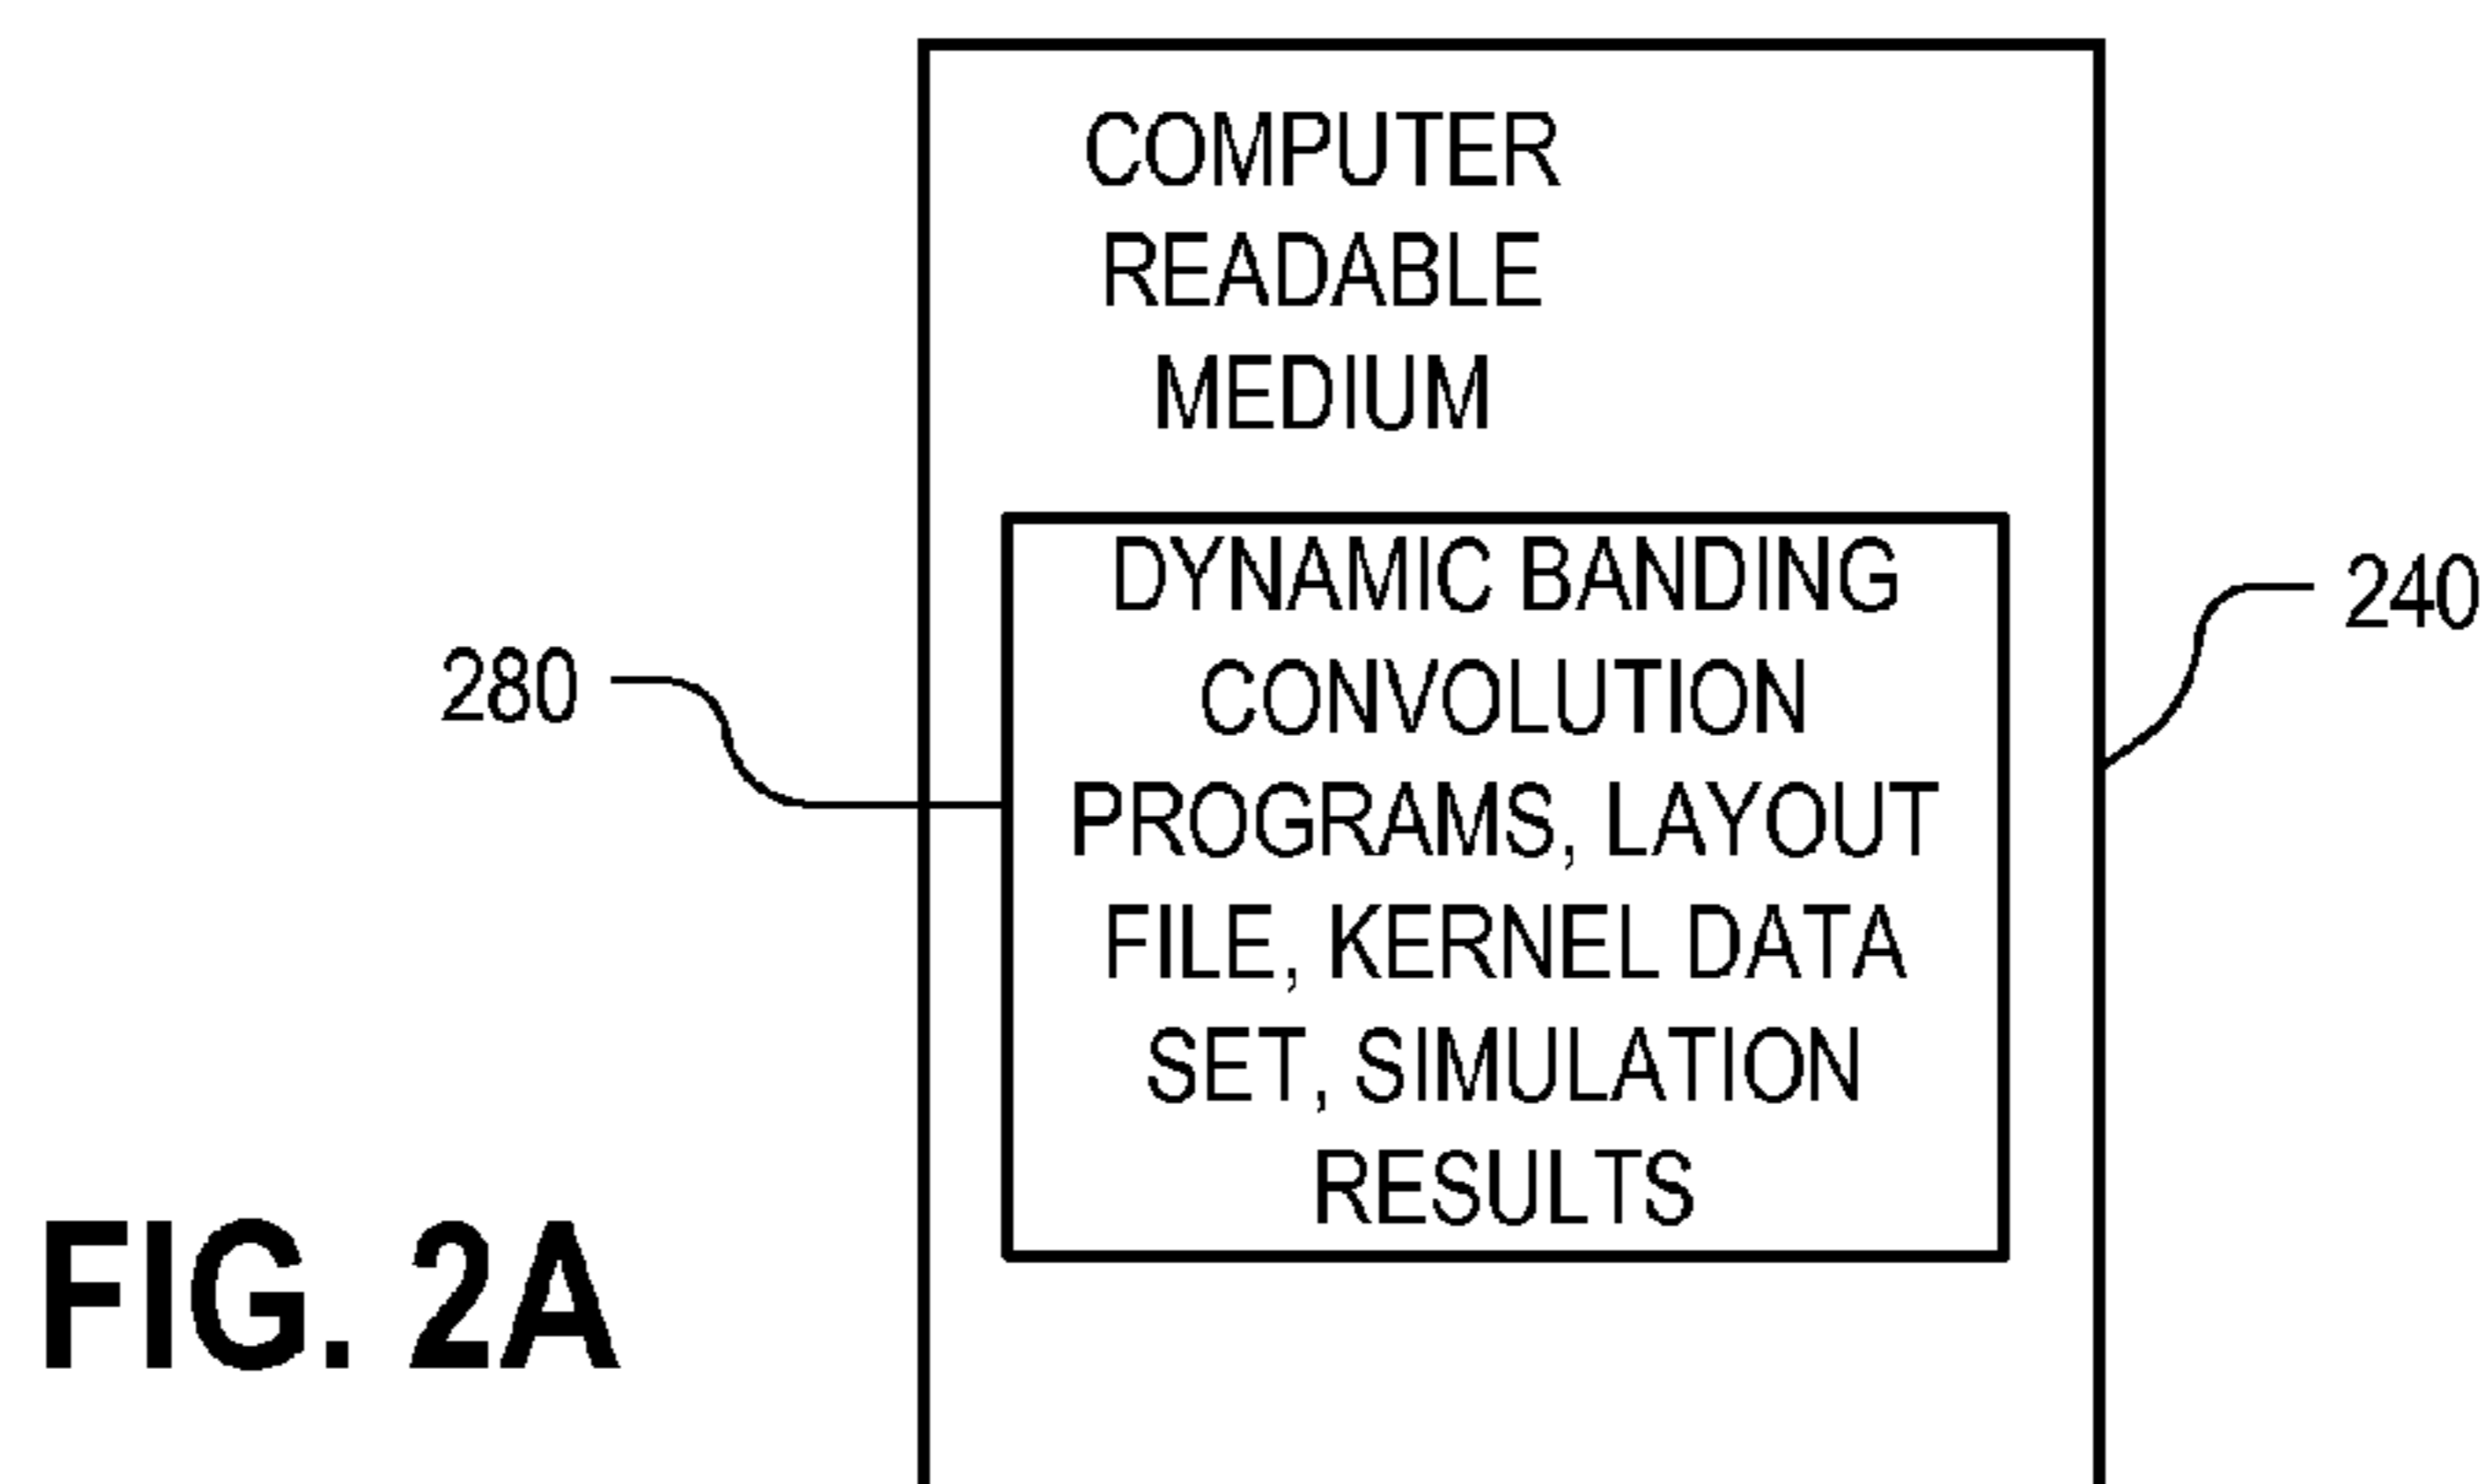 COMPUTER
READABLE
MEDIUM
DYNAMIC BANDING
CONVOLUTION
PROGRAMS, LAYOUT
FILE, KERNEL DATA
SET, SIMULATION
RESULTS
240
280
FIG. 2A